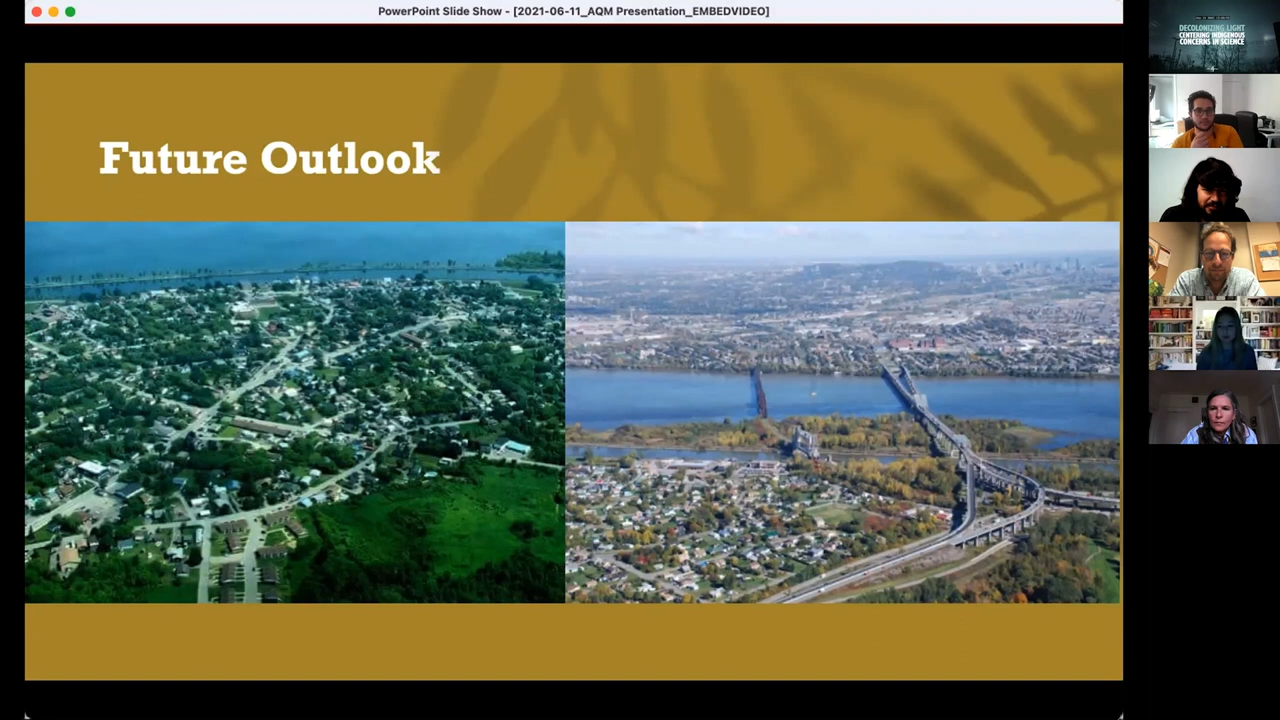 PowerPoint Slide Show - [2021-06-11_AQM Presentation_EMBEDVIDEO]
DECOLONIZING LIGHT
CENTERING INDIGENOUS
CONCERNS IN SCIENCE
Future Outlook